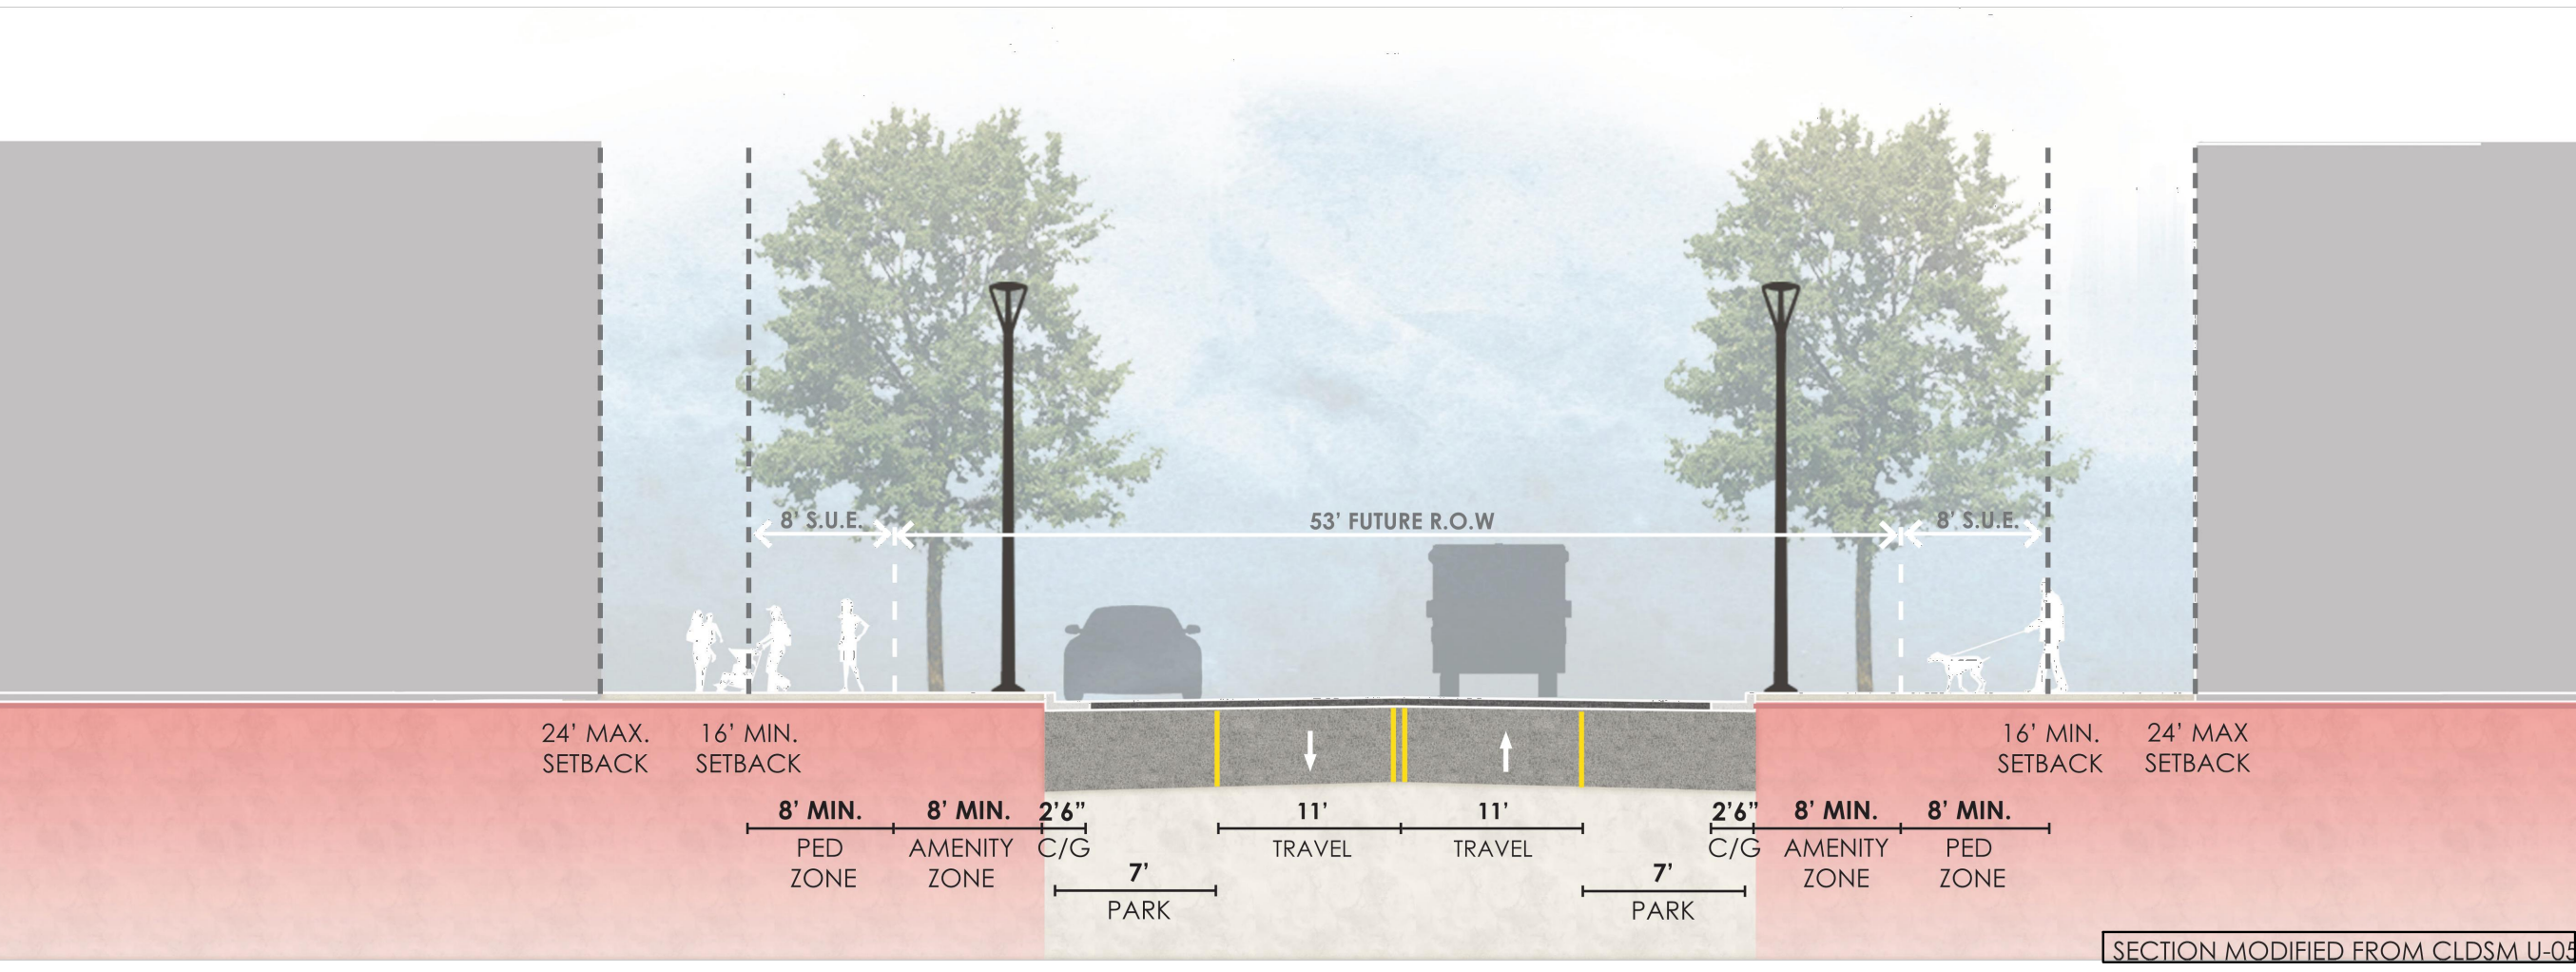 8' S.U.E.
53' FUTURE R.O.W
8' S.U.E.
24' MAX.
SETBACK
16' MIN.
SETBACK
16' MIN.
SETBACK
24' MAX
SETBACK
8' MIN.
PED
ZONE
8' MIN.
AMENITY
ZONE
2'6"
C/G
7'
PARK
11'
TRAVEL
11'
TRAVEL
7'
PARK
2'6"
C/G
8' MIN.
AMENITY
ZONE
8' MIN.
PED
ZONE
SECTION MODIFIED FROM CLDSM U-05